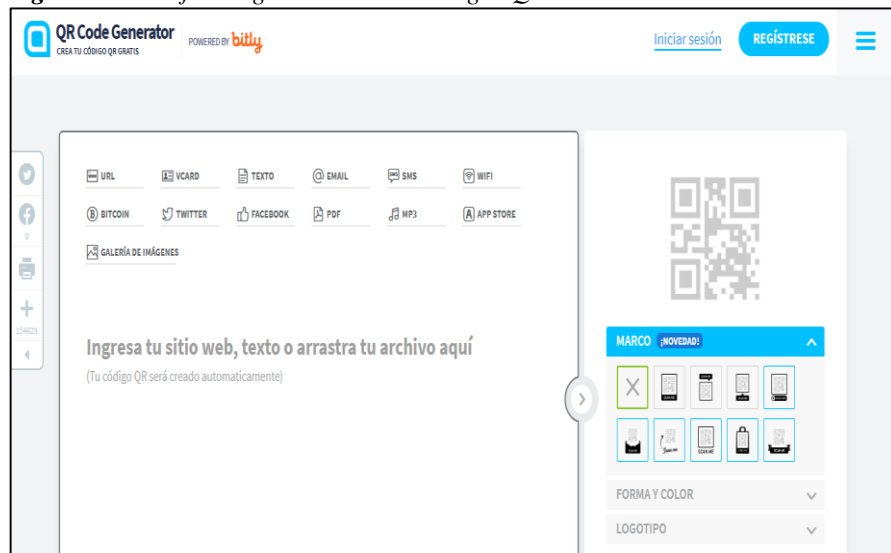 QR Code Generator
CREA TU CÓDIGO QR GRATIS
POWERED BY bitly
Iniciar sesión
REGÍSTRESE
URL VCARD TEXTO EMAIL SMS WIFI
BITCOIN TWITTER FACEBOOK PDF MP3 APP STORE
GALERÍA DE IMÁGENES
0
194629
Ingresa tu sitio web, texto o arrastra tu archivo aquí
(Tu código QR será creado automaticamente)
MARCO ¡NOVEDAD!
FORMA Y COLOR
LOGOTIPO